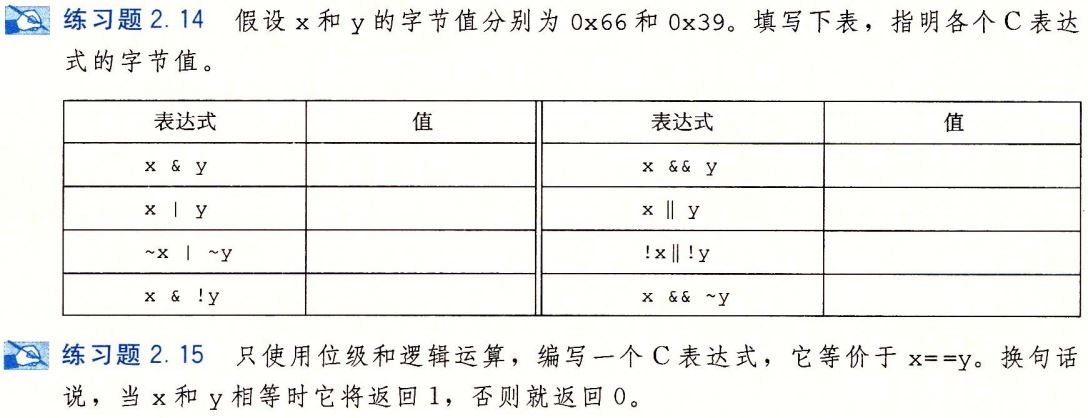 练习题 2.14 假设 x 和 y 的字节值分别为 0x66 和 0x39。填写下表，指明各个 C 表达
式的字节值。
表达式 值 表达式 值
x & y x && y
x | y x || y
~x | ~y !x||!y
x & !y x && ~y
练习题 2.15 只使用位级和逻辑运算，编写一个 C 表达式，它等价于 x==y。换句话
说，当 x 和 y 相等时它将返回 1，否则就返回 0。